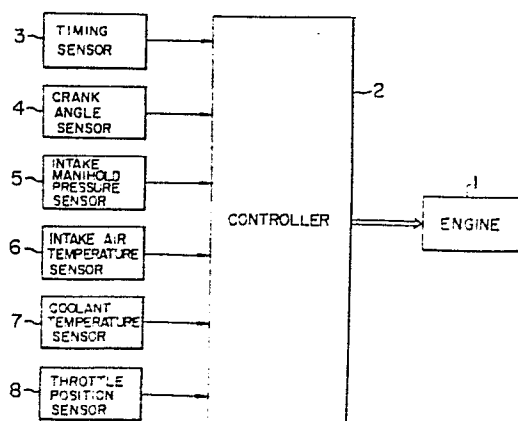 3
TIMING
SENSOR
4
CRANK
ANGLE
SENSOR
5
INTAKE
MANIHOLD
PRESSURE
SENSOR
6
INTAKE AIR
TEMPERATURE
SENSOR
7
COOLANT
TEMPERATURE
SENSOR
8
THROTTLE
POSITION
SENSOR
2
CONTROLLER
1
ENGINE